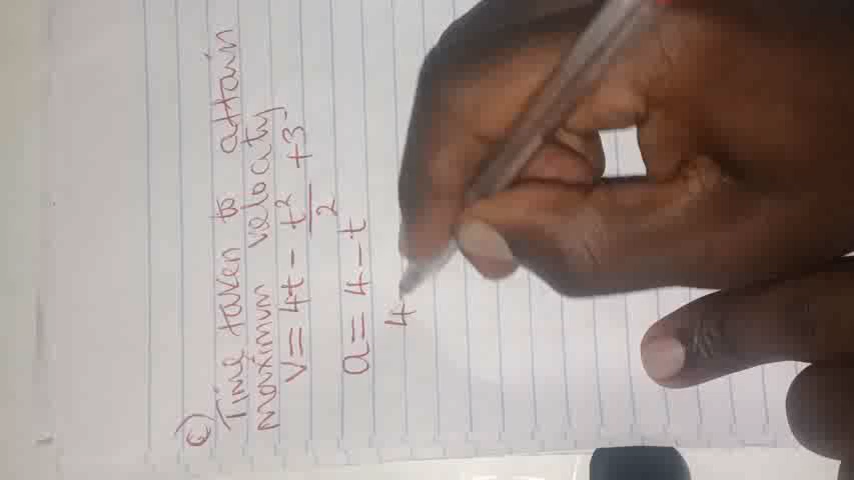 c)
Time taken to attain
maximum velocity
v = 4t - t²/2 + 3
a = 4 - t
4